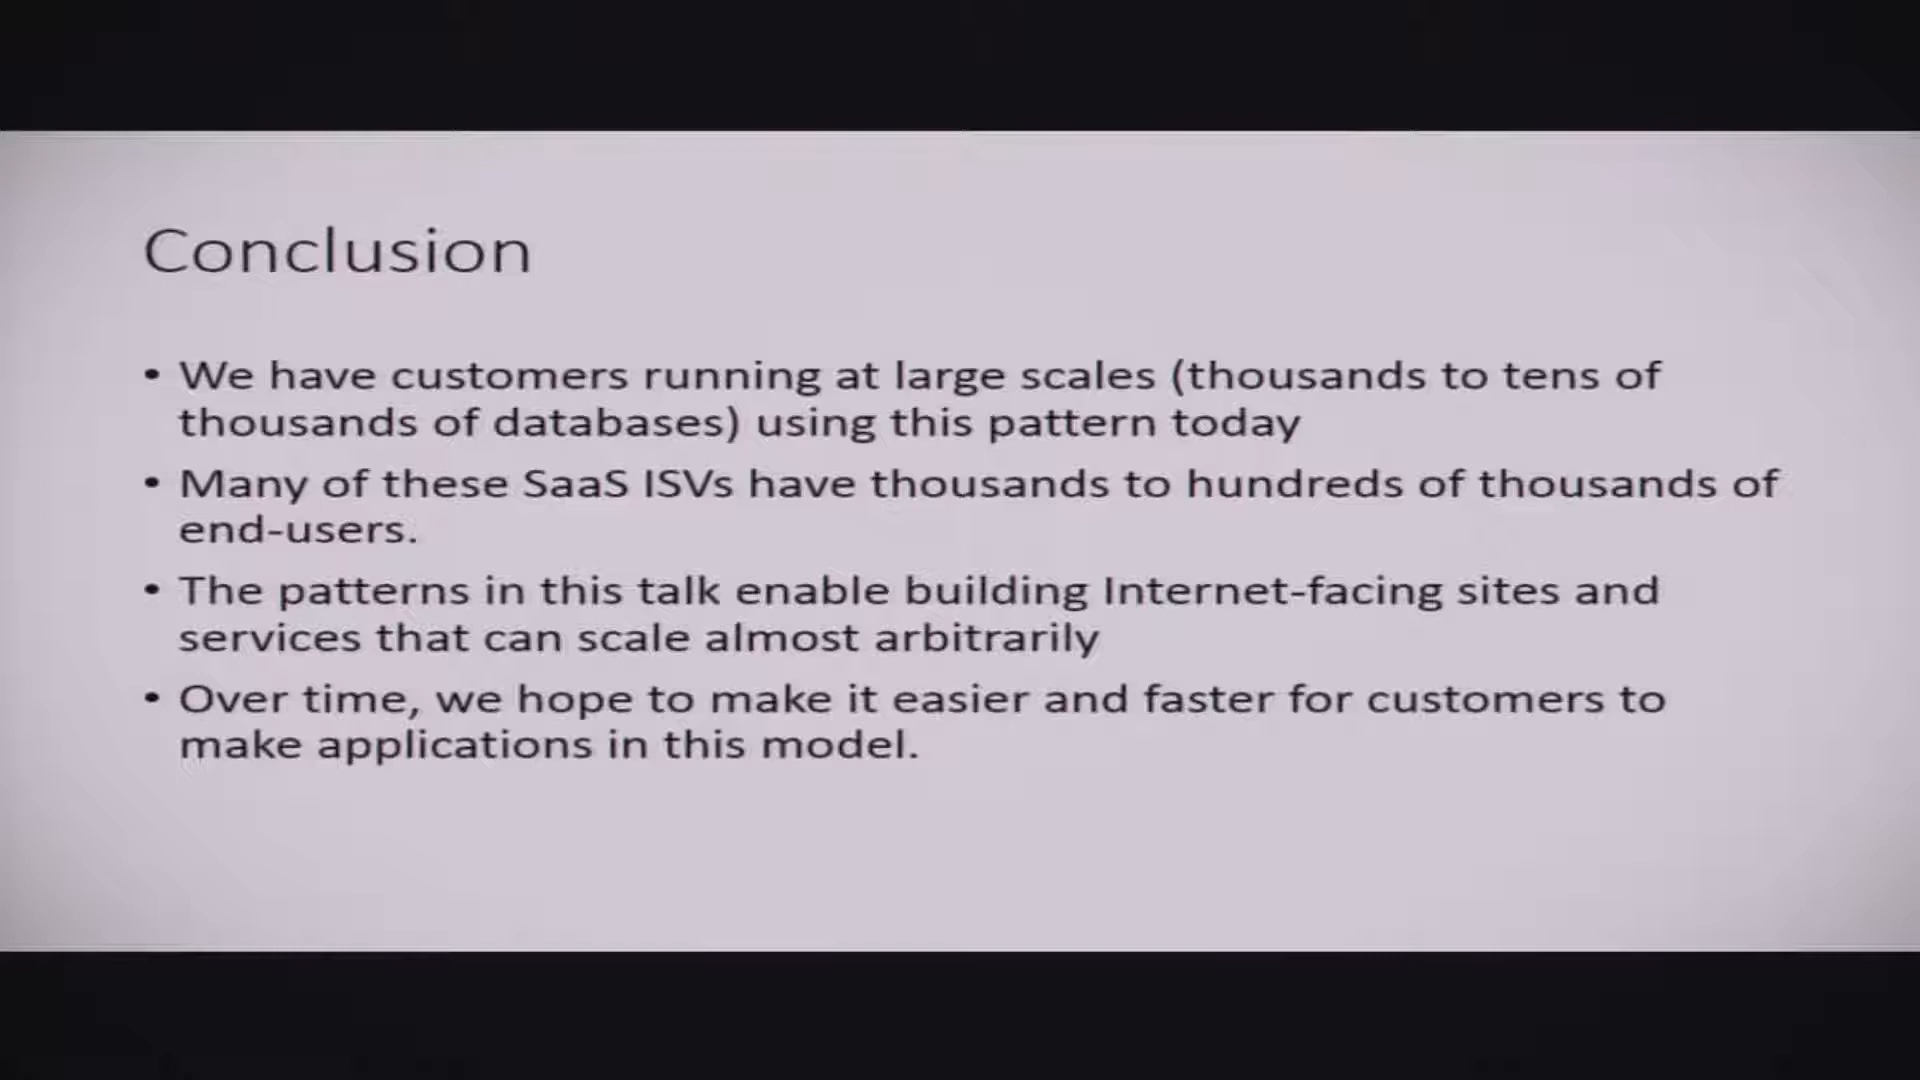 Conclusion
• We have customers running at large scales (thousands to tens of
thousands of databases) using this pattern today
• Many of these SaaS ISVs have thousands to hundreds of thousands of
end-users.
• The patterns in this talk enable building Internet-facing sites and
services that can scale almost arbitrarily
• Over time, we hope to make it easier and faster for customers to
make applications in this model.